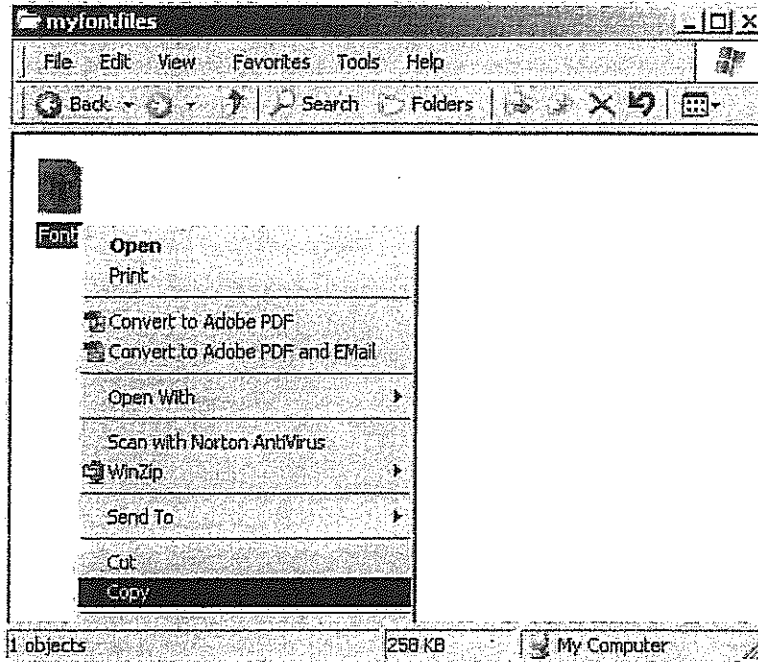 myfontfiles
File Edit View Favorites Tools Help
Back Search Folders
Font
Open
Print
Convert to Adobe PDF
Convert to Adobe PDF and EMail
Open With
Scan with Norton AntiVirus
WinZip
Send To
Cut
Copy
1 objects 258 KB My Computer